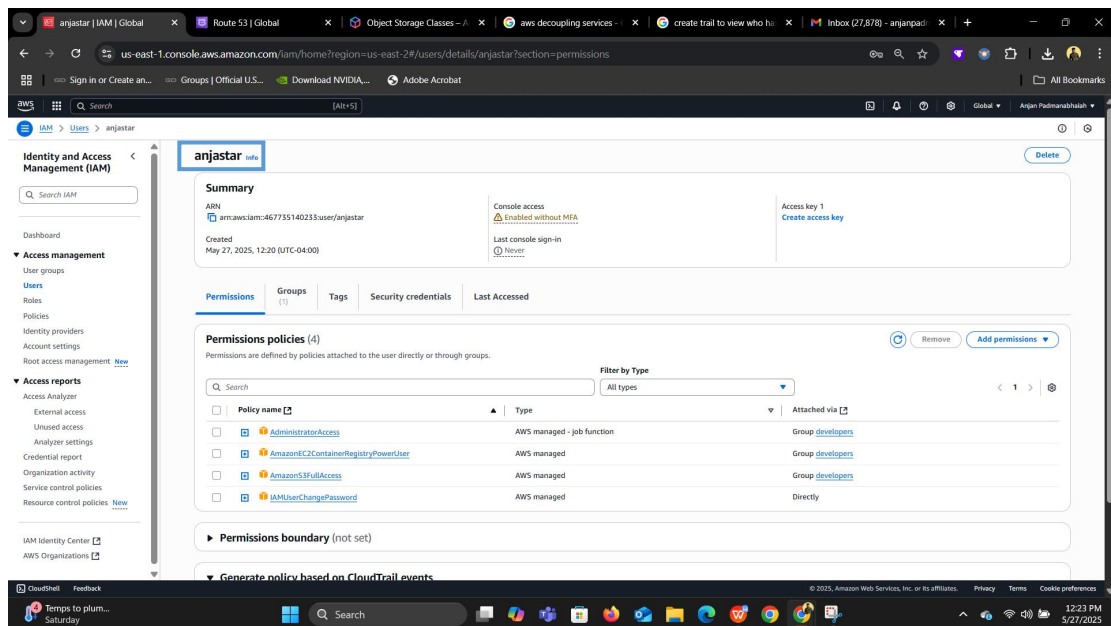 anjastar | IAM | Global
Route 53 | Global
Object Storage Classes – A
aws decoupling services -
create trail to view who ha
Inbox (27,878) - anjanpad
us-east-1.console.aws.amazon.com/iam/home?region=us-east-2#/users/details/anjastar?section=permissions
Sign in or Create an...
Groups | Official U.S...
Download NVIDIA,...
Adobe Acrobat
All Bookmarks
aws
Search
[Alt+S]
Global
Anjan Padmanabhaiah
IAM > Users > anjastar
Identity and Access
Management (IAM)
Search IAM
Dashboard
Access management
User groups
Users
Roles
Policies
Identity providers
Account settings
Root access management New
Access reports
Access Analyzer
External access
Unused access
Analyzer settings
Credential report
Organization activity
Service control policies
Resource control policies New
IAM Identity Center
AWS Organizations
anjastar Info
Delete
Summary
ARN
arn:aws:iam::467735140233:user/anjastar
Created
May 27, 2025, 12:20 (UTC-04:00)
Console access
Enabled without MFA
Last console sign-in
Never
Access key 1
Create access key
Permissions
Groups
(1)
Tags
Security credentials
Last Accessed
Permissions policies (4)
Remove
Add permissions
Permissions are defined by policies attached to the user directly or through groups.
Filter by Type
Search
All types
1
Policy name
Type
Attached via
AdministratorAccess
AWS managed - job function
Group developers
AmazonEC2ContainerRegistryPowerUser
AWS managed
Group developers
AmazonS3FullAccess
AWS managed
Group developers
IAMUserChangePassword
AWS managed
Directly
Permissions boundary (not set)
Generate policy based on CloudTrail events
CloudShell
Feedback
© 2025, Amazon Web Services, Inc. or its affiliates.
Privacy
Terms
Cookie preferences
4
Temps to plum...
Saturday
Search
12:23 PM
5/27/2025